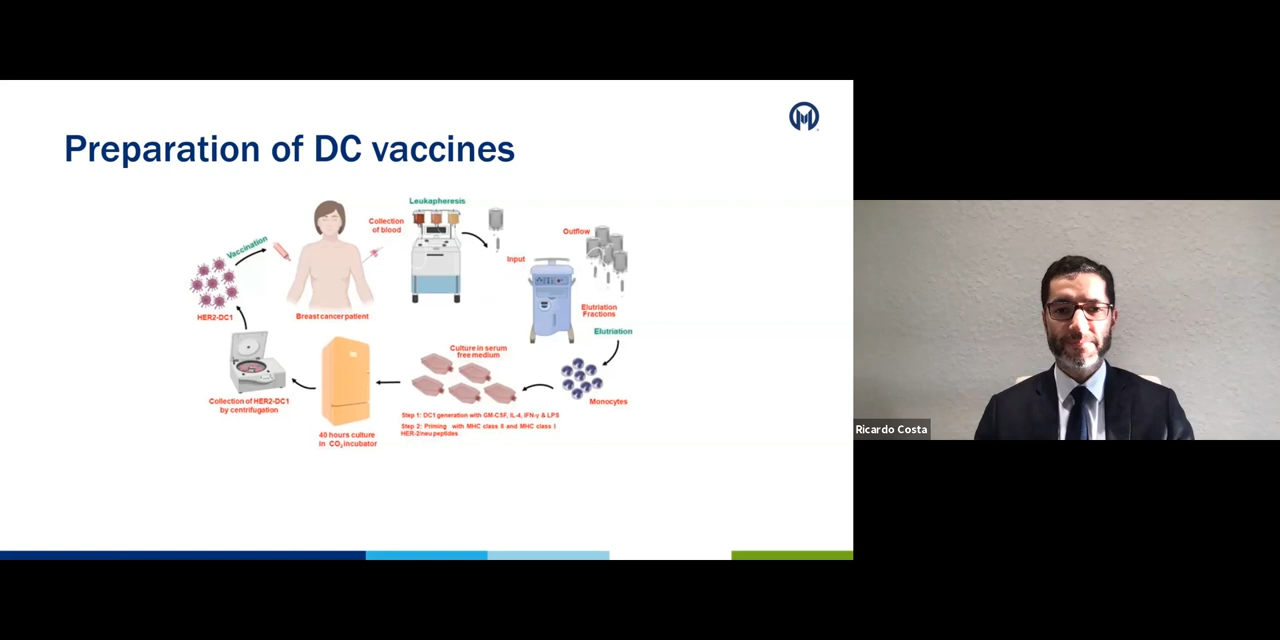 Preparation of DC vaccines
Leukapheresis
Collection
of blood
Vaccination
Input
Outflow
Elutriation
Fractions
Elutriation
HER2-DC1
Breast cancer patient
Culture in serum
free medium
Monocytes
Collection of HER2-DC1
by centrifugation
40 hours culture
in CO₂ incubator
Step 1: DC1 generation with GM-CSF, IL-4, IFN-γ & LPS
Step 2: Priming with MHC class II and MHC class I
HER-2/neu peptides
Ricardo Costa